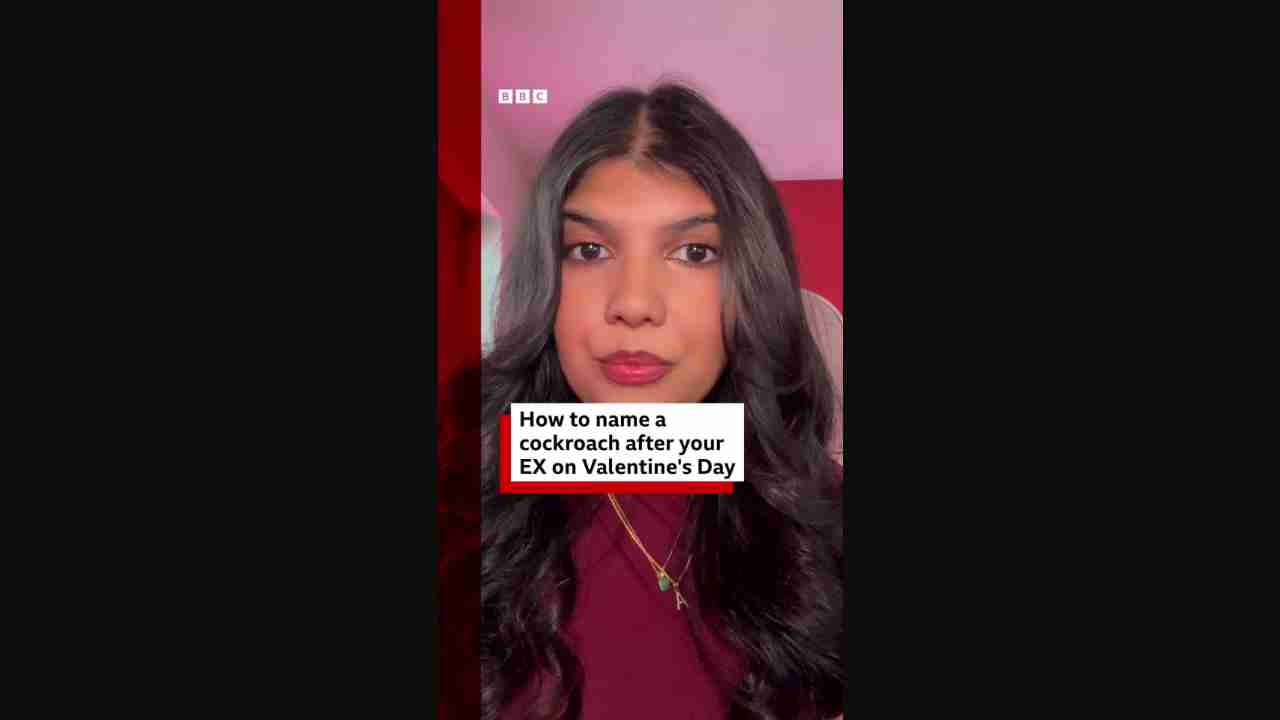 BBC
How to name a
cockroach after your
EX on Valentine's Day
A